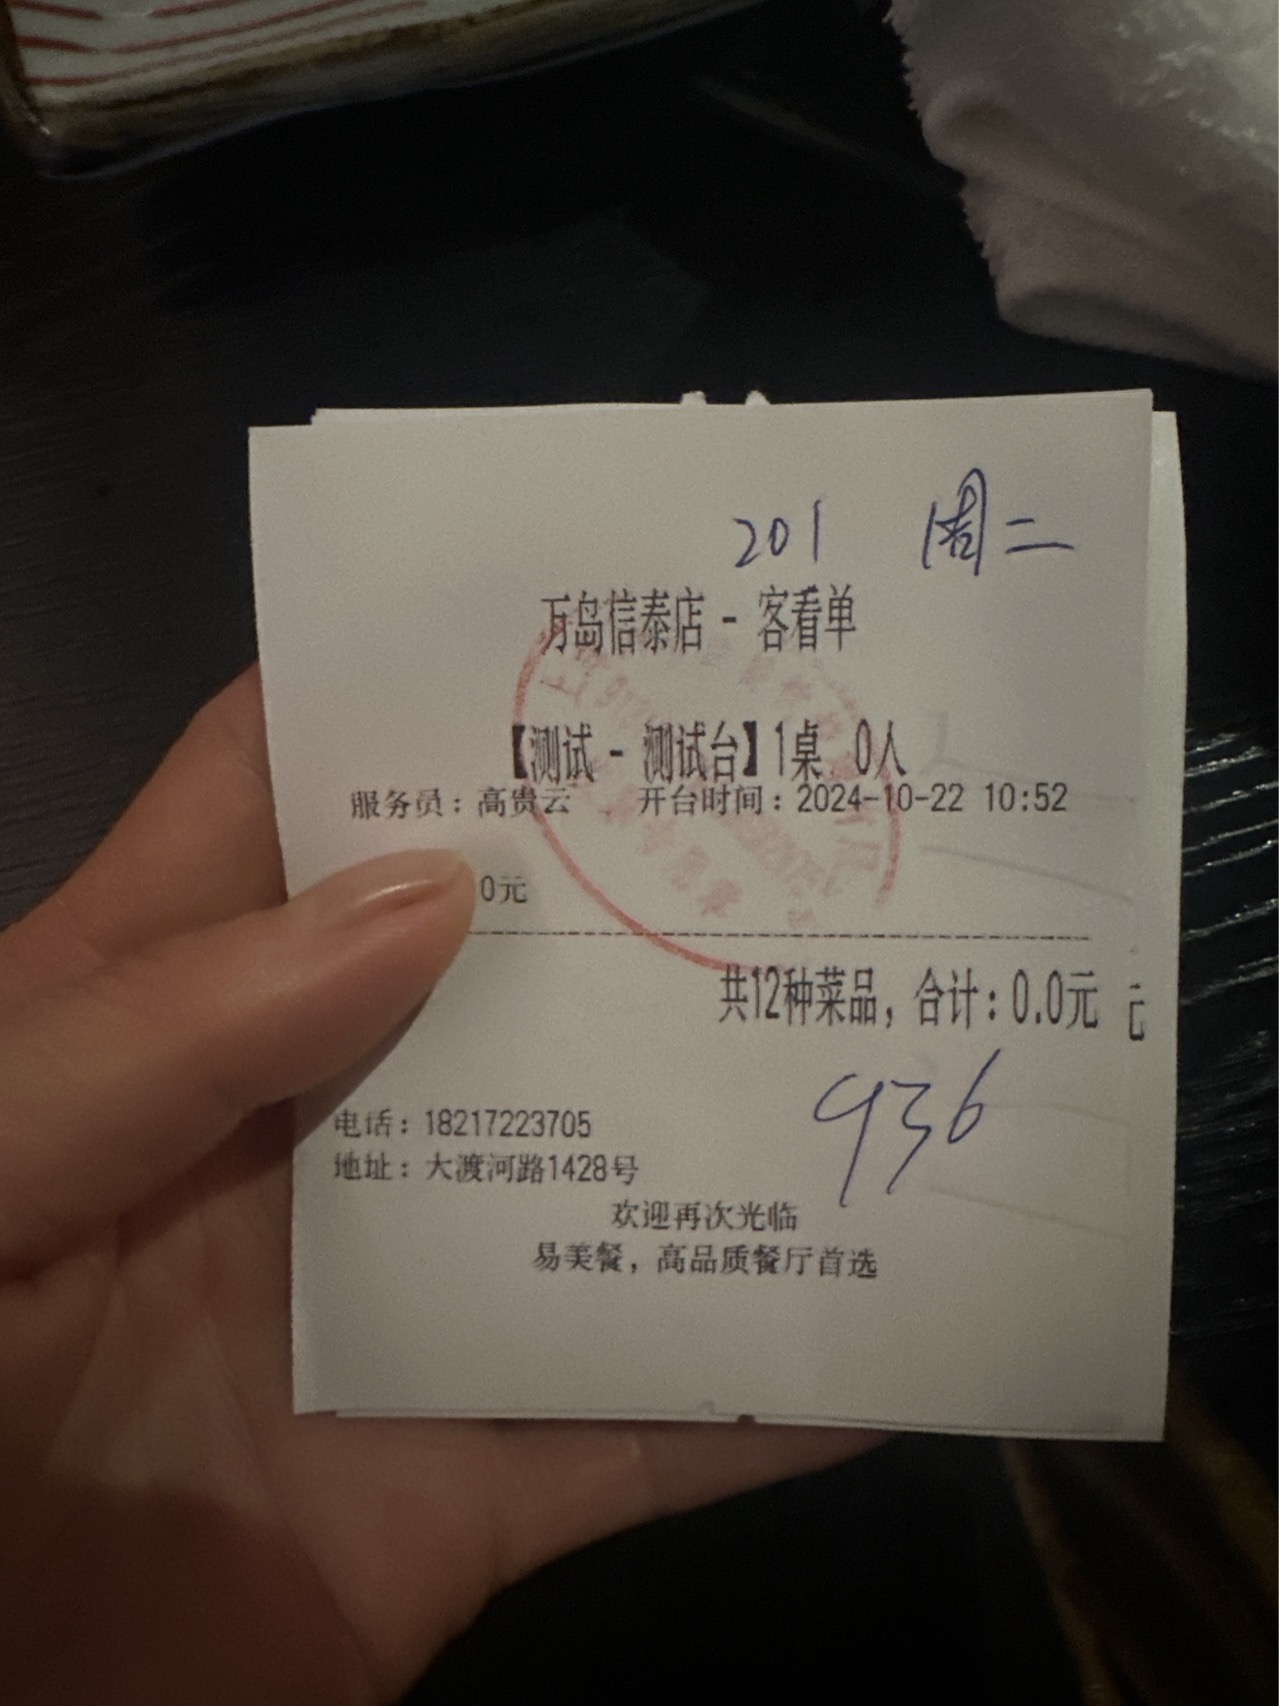 201 周二
万岛信泰店 - 客看单
【测试 - 测试台】1桌 0人
服务员：高贵云 开台时间：2024-10-22 10:52
0元
共12种菜品，合计：0.0元 元
936
电话：18217223705
地址：大渡河路1428号
欢迎再次光临
易美餐，高品质餐厅首选